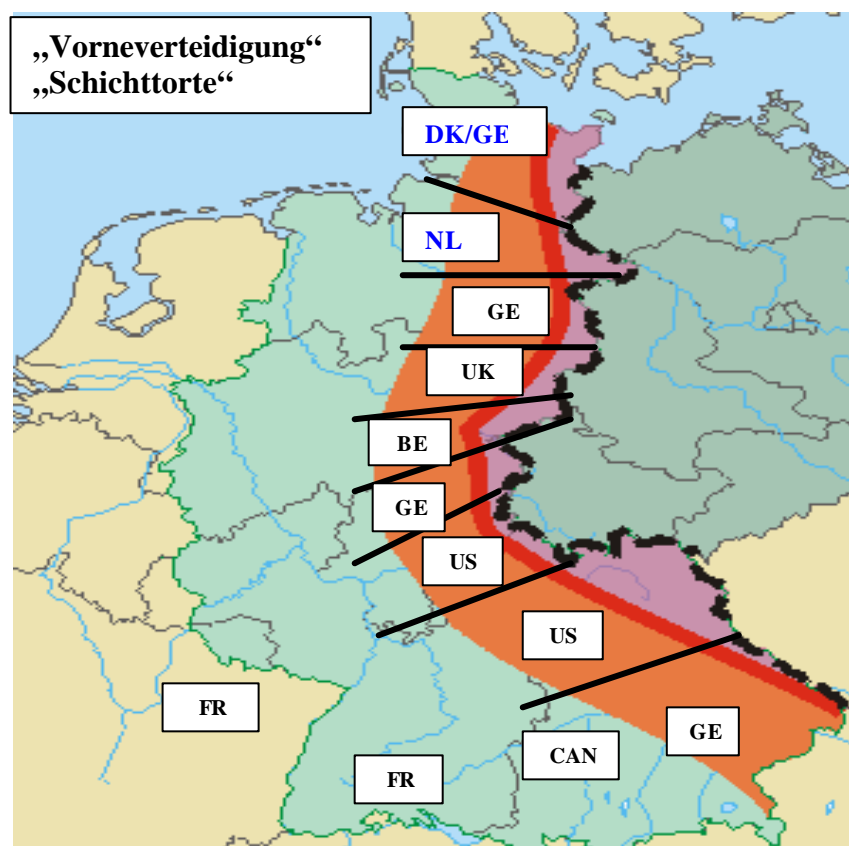 „Vorneverteidigung“
„Schichttorte“
DK/GE
NL
GE
UK
BE
GE
US
US
FR
GE
CAN
FR